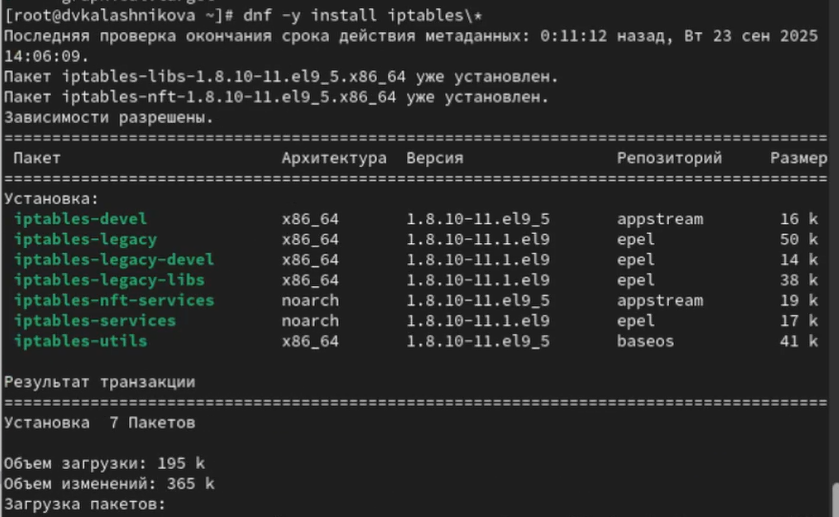 [root@dvkalashnikova ~]# dnf -y install iptables\*
Последняя проверка окончания срока действия метаданных: 0:11:12 назад, Вт 23 сен 2025
14:06:09.
Пакет iptables-libs-1.8.10-11.el9_5.x86_64 уже установлен.
Пакет iptables-nft-1.8.10-11.el9_5.x86_64 уже установлен.
Зависимости разрешены.
================================================================================
Пакет Архитектура Версия Репозиторий Размер
================================================================================
Установка:
iptables-devel x86_64 1.8.10-11.el9_5 appstream 16 k
iptables-legacy x86_64 1.8.10-11.1.el9 epel 50 k
iptables-legacy-devel x86_64 1.8.10-11.1.el9 epel 14 k
iptables-legacy-libs x86_64 1.8.10-11.1.el9 epel 38 k
iptables-nft-services noarch 1.8.10-11.el9_5 appstream 19 k
iptables-services noarch 1.8.10-11.1.el9 epel 17 k
iptables-utils x86_64 1.8.10-11.el9_5 baseos 41 k
Результат транзакции
================================================================================
Установка 7 Пакетов
Объем загрузки: 195 k
Объем изменений: 365 k
Загрузка пакетов: